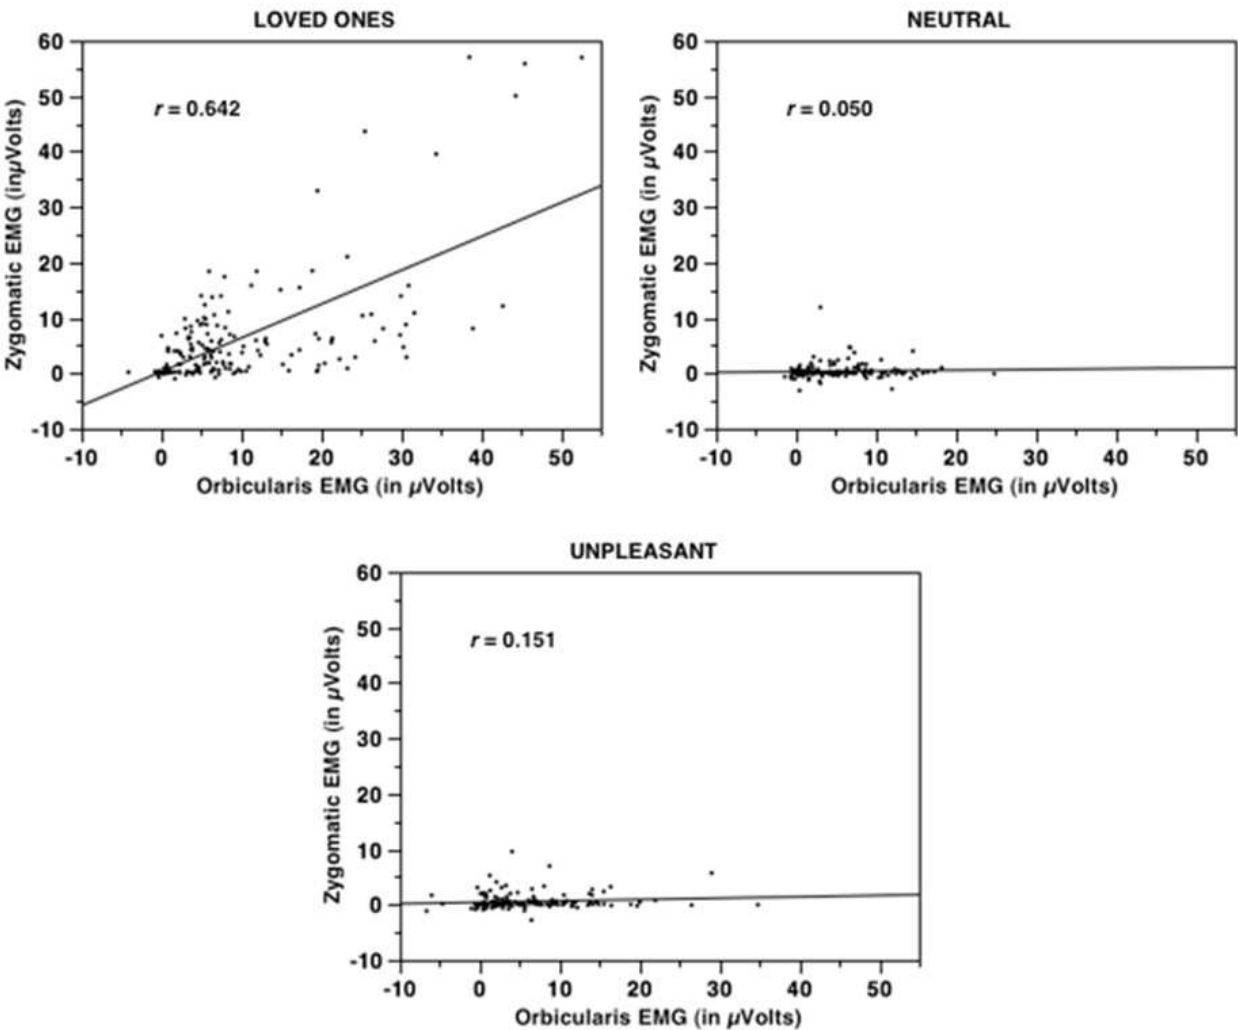 LOVED ONES
r = 0.642
Zygomatic EMG (inµVolts)
60
50
40
30
20
10
0
-10
-10 0 10 20 30 40 50
Orbicularis EMG (in µVolts)
NEUTRAL
r = 0.050
Zygomatic EMG (in µVolts)
60
50
40
30
20
10
0
-10
-10 0 10 20 30 40 50
Orbicularis EMG (in µVolts)
UNPLEASANT
r = 0.151
Zygomatic EMG (in µVolts)
60
50
40
30
20
10
0
-10
-10 0 10 20 30 40 50
Orbicularis EMG (in µVolts)